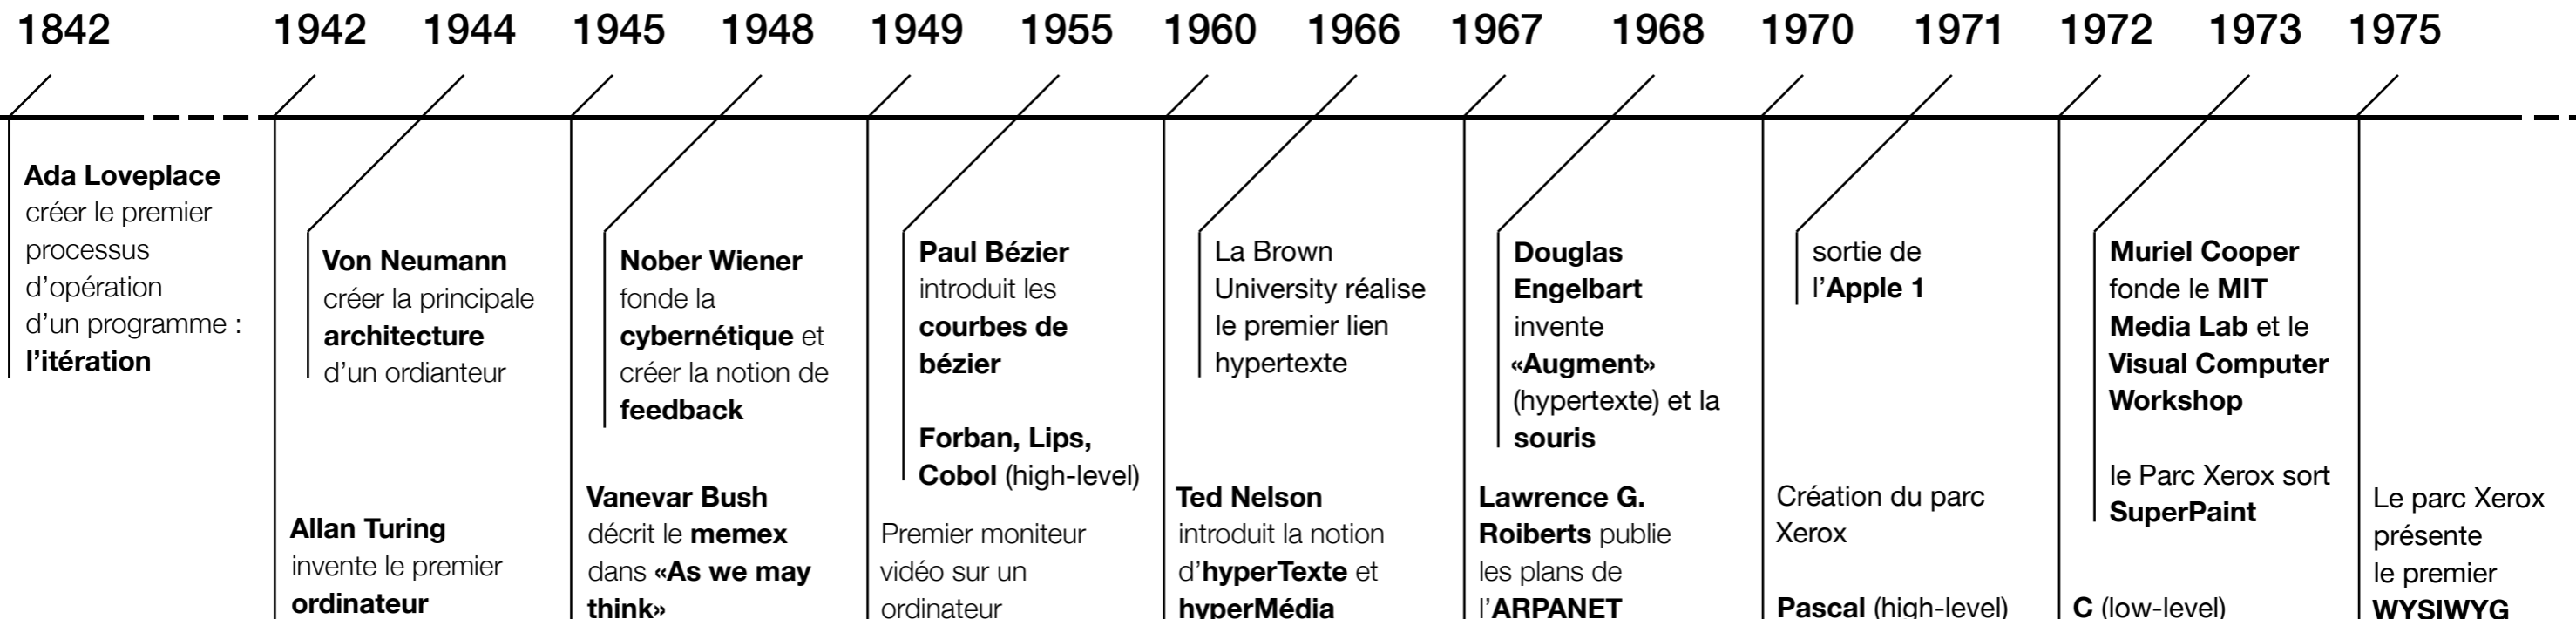 1842 1942 1944 1945 1948 1949 1955 1960 1966 1967 1968 1970 1971 1972 1973 1975
Ada Loveplace
créer le premier
processus
d’opération
d’un programme :
l’itération
Allan Turing
invente le premier
ordinateur
Von Neumann
créer la principale
architecture
d’un ordianteur
Vanevar Bush
décrit le memex
dans «As we may
think»
Nober Wiener
fonde la
cybernétique et
créer la notion de
feedback
Premier moniteur
vidéo sur un
ordinateur
Paul Bézier
introduit les
courbes de
bézier
Forban, Lips,
Cobol (high-level)
Ted Nelson
introduit la notion
d’hyperTexte et
hyperMédia
La Brown
University réalise
le premier lien
hypertexte
Lawrence G.
Roiberts publie
les plans de
l’ARPANET
Douglas
Engelbart
invente
«Augment»
(hypertexte) et la
souris
Création du parc
Xerox
Pascal (high-level)
sortie de
l’Apple 1
C (low-level)
Muriel Cooper
fonde le MIT
Media Lab et le
Visual Computer
Workshop
le Parc Xerox sort
SuperPaint
Le parc Xerox
présente
le premier
WYSIWYG